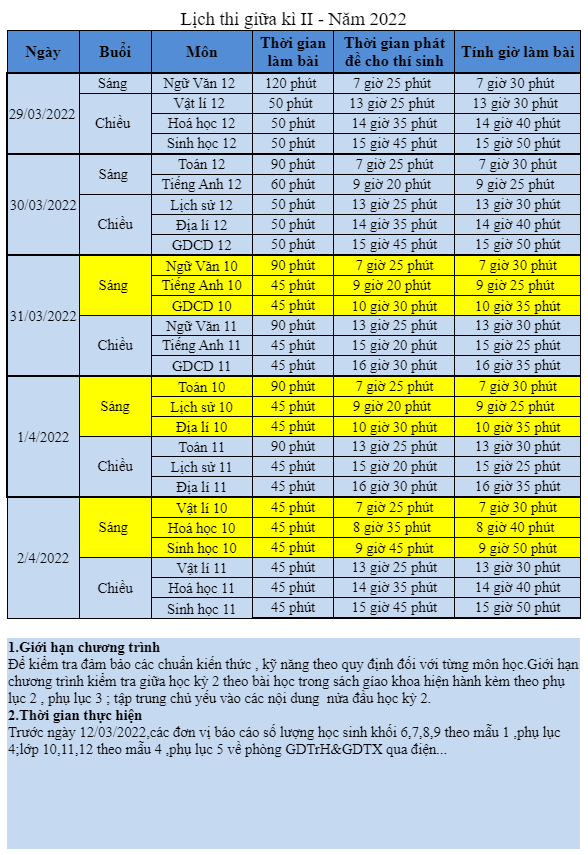 Lịch thi giữa kì II - Năm 2022
Ngày Buổi Môn Thời gian làm bài Thời gian phát đề cho thí sinh Tính giờ làm bài
29/03/2022 Sáng Ngữ Văn 12 120 phút 7 giờ 25 phút 7 giờ 30 phút
Chiều Vật lí 12 50 phút 13 giờ 25 phút 13 giờ 30 phút
Hoá học 12 50 phút 14 giờ 35 phút 14 giờ 40 phút
Sinh học 12 50 phút 15 giờ 45 phút 15 giờ 50 phút
30/03/2022 Sáng Toán 12 90 phút 7 giờ 25 phút 7 giờ 30 phút
Tiếng Anh 12 60 phút 9 giờ 20 phút 9 giờ 25 phút
Chiều Lịch sử 12 50 phút 13 giờ 25 phút 13 giờ 30 phút
Địa lí 12 50 phút 14 giờ 35 phút 14 giờ 40 phút
GDCD 12 50 phút 15 giờ 45 phút 15 giờ 50 phút
31/03/2022 Sáng Ngữ Văn 10 90 phút 7 giờ 25 phút 7 giờ 30 phút
Tiếng Anh 10 45 phút 9 giờ 20 phút 9 giờ 25 phút
GDCD 10 45 phút 10 giờ 30 phút 10 giờ 35 phút
Chiều Ngữ Văn 11 90 phút 13 giờ 25 phút 13 giờ 30 phút
Tiếng Anh 11 45 phút 15 giờ 20 phút 15 giờ 25 phút
GDCD 11 45 phút 16 giờ 30 phút 16 giờ 35 phút
1/4/2022 Sáng Toán 10 90 phút 7 giờ 25 phút 7 giờ 30 phút
Lịch sử 10 45 phút 9 giờ 20 phút 9 giờ 25 phút
Địa lí 10 45 phút 10 giờ 30 phút 10 giờ 35 phút
Chiều Toán 11 90 phút 13 giờ 25 phút 13 giờ 30 phút
Lịch sử 11 45 phút 15 giờ 20 phút 15 giờ 25 phút
Địa lí 11 45 phút 16 giờ 30 phút 16 giờ 35 phút
2/4/2022 Sáng Vật lí 10 45 phút 7 giờ 25 phút 7 giờ 30 phút
Hoá học 10 45 phút 8 giờ 35 phút 8 giờ 40 phút
Sinh học 10 45 phút 9 giờ 45 phút 9 giờ 50 phút
Chiều Vật lí 11 45 phút 13 giờ 25 phút 13 giờ 30 phút
Hoá học 11 45 phút 14 giờ 35 phút 14 giờ 40 phút
Sinh học 11 45 phút 15 giờ 45 phút 15 giờ 50 phút
1.Giới hạn chương trình
Để kiểm tra đảm bảo các chuẩn kiến thức , kỹ năng theo quy định đối với từng môn học.Giới hạn
chương trình kiểm tra giữa học kỳ 2 theo bài học trong sách giao khoa hiện hành kèm theo phụ
lục 2 , phụ lục 3 ; tập trung chủ yếu vào các nội dung nửa đầu học kỳ 2.
2.Thời gian thực hiện
Trước ngày 12/03/2022,các đơn vị báo cáo số lượng học sinh khối 6,7,8,9 theo mẫu 1 ,phụ lục
4;lớp 10,11,12 theo mẫu 4 ,phụ lục 5 về phòng GDTrH&GDTX qua điện...